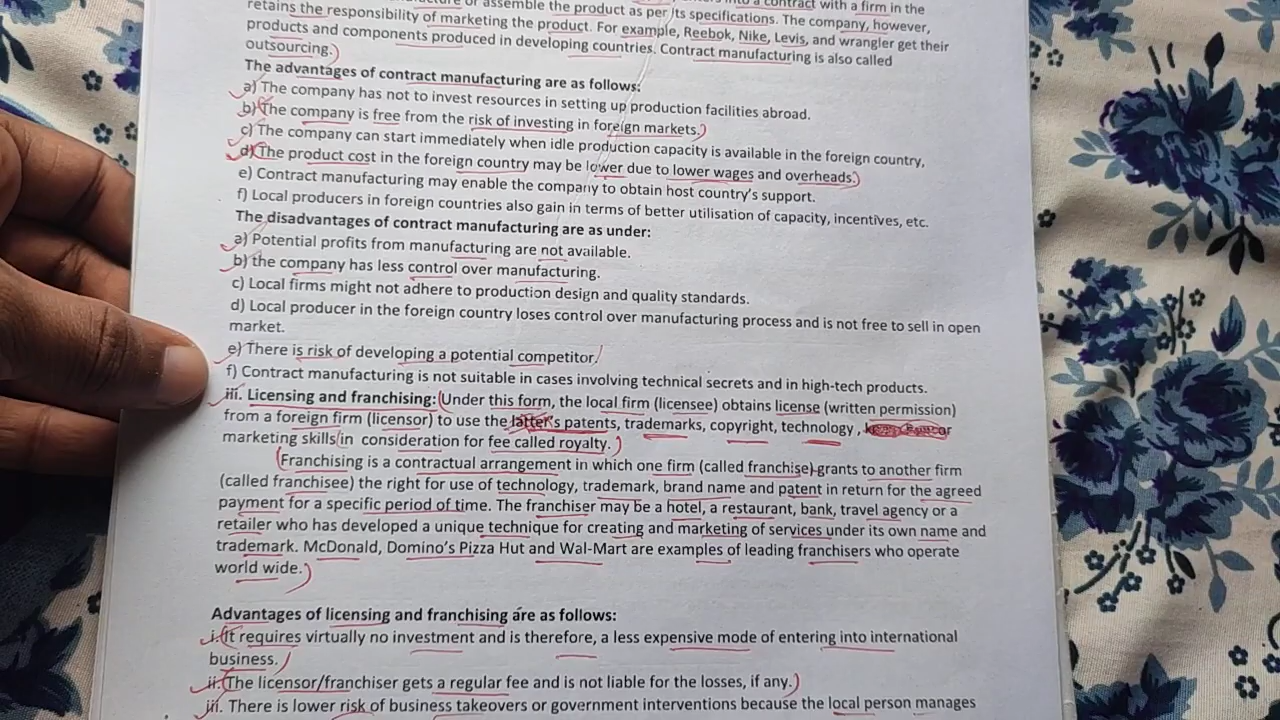 or assemble the product as per its specifications. The company, however,
retains the responsibility of marketing the product. For example, Reebok, Nike, Levis, and wrangler get their
products and components produced in developing countries. Contract manufacturing is also called
outsourcing.)
The advantages of contract manufacturing are as follows:
a) The company has not to invest resources in setting up production facilities abroad.
b) The company is free from the risk of investing in foreign markets.)
c) The company can start immediately when idle production capacity is available in the foreign country,
d) The product cost in the foreign country may be lower due to lower wages and overheads.)
e) Contract manufacturing may enable the company to obtain host country's support.
f) Local producers in foreign countries also gain in terms of better utilisation of capacity, incentives, etc.
The disadvantages of contract manufacturing are as under:
a) Potential profits from manufacturing are not available.
b) the company has less control over manufacturing.
c) Local firms might not adhere to production design and quality standards.
d) Local producer in the foreign country loses control over manufacturing process and is not free to sell in open
market.
e) There is risk of developing a potential competitor.
f) Contract manufacturing is not suitable in cases involving technical secrets and in high-tech products.
iii. Licensing and franchising: (Under this form, the local firm (licensee) obtains license (written permission)
from a foreign firm (licensor) to use the latter's patents, trademarks, copyright, technology ,
marketing skills in consideration for fee called royalty.)
(Franchising is a contractual arrangement in which one firm (called franchise) grants to another firm
(called franchisee) the right for use of technology, trademark, brand name and patent in return for the agreed
payment for a specific period of time. The franchiser may be a hotel, a restaurant, bank, travel agency or a
retailer who has developed a unique technique for creating and marketing of services under its own name and
trademark. McDonald, Domino's Pizza Hut and Wal-Mart are examples of leading franchisers who operate
world wide.)
Advantages of licensing and franchising are as follows:
i. (It requires virtually no investment and is therefore, a less expensive mode of entering into international
business.)
ii. (The licensor/franchiser gets a regular fee and is not liable for the losses, if any.)
iii. There is lower risk of business takeovers or government interventions because the local person manages